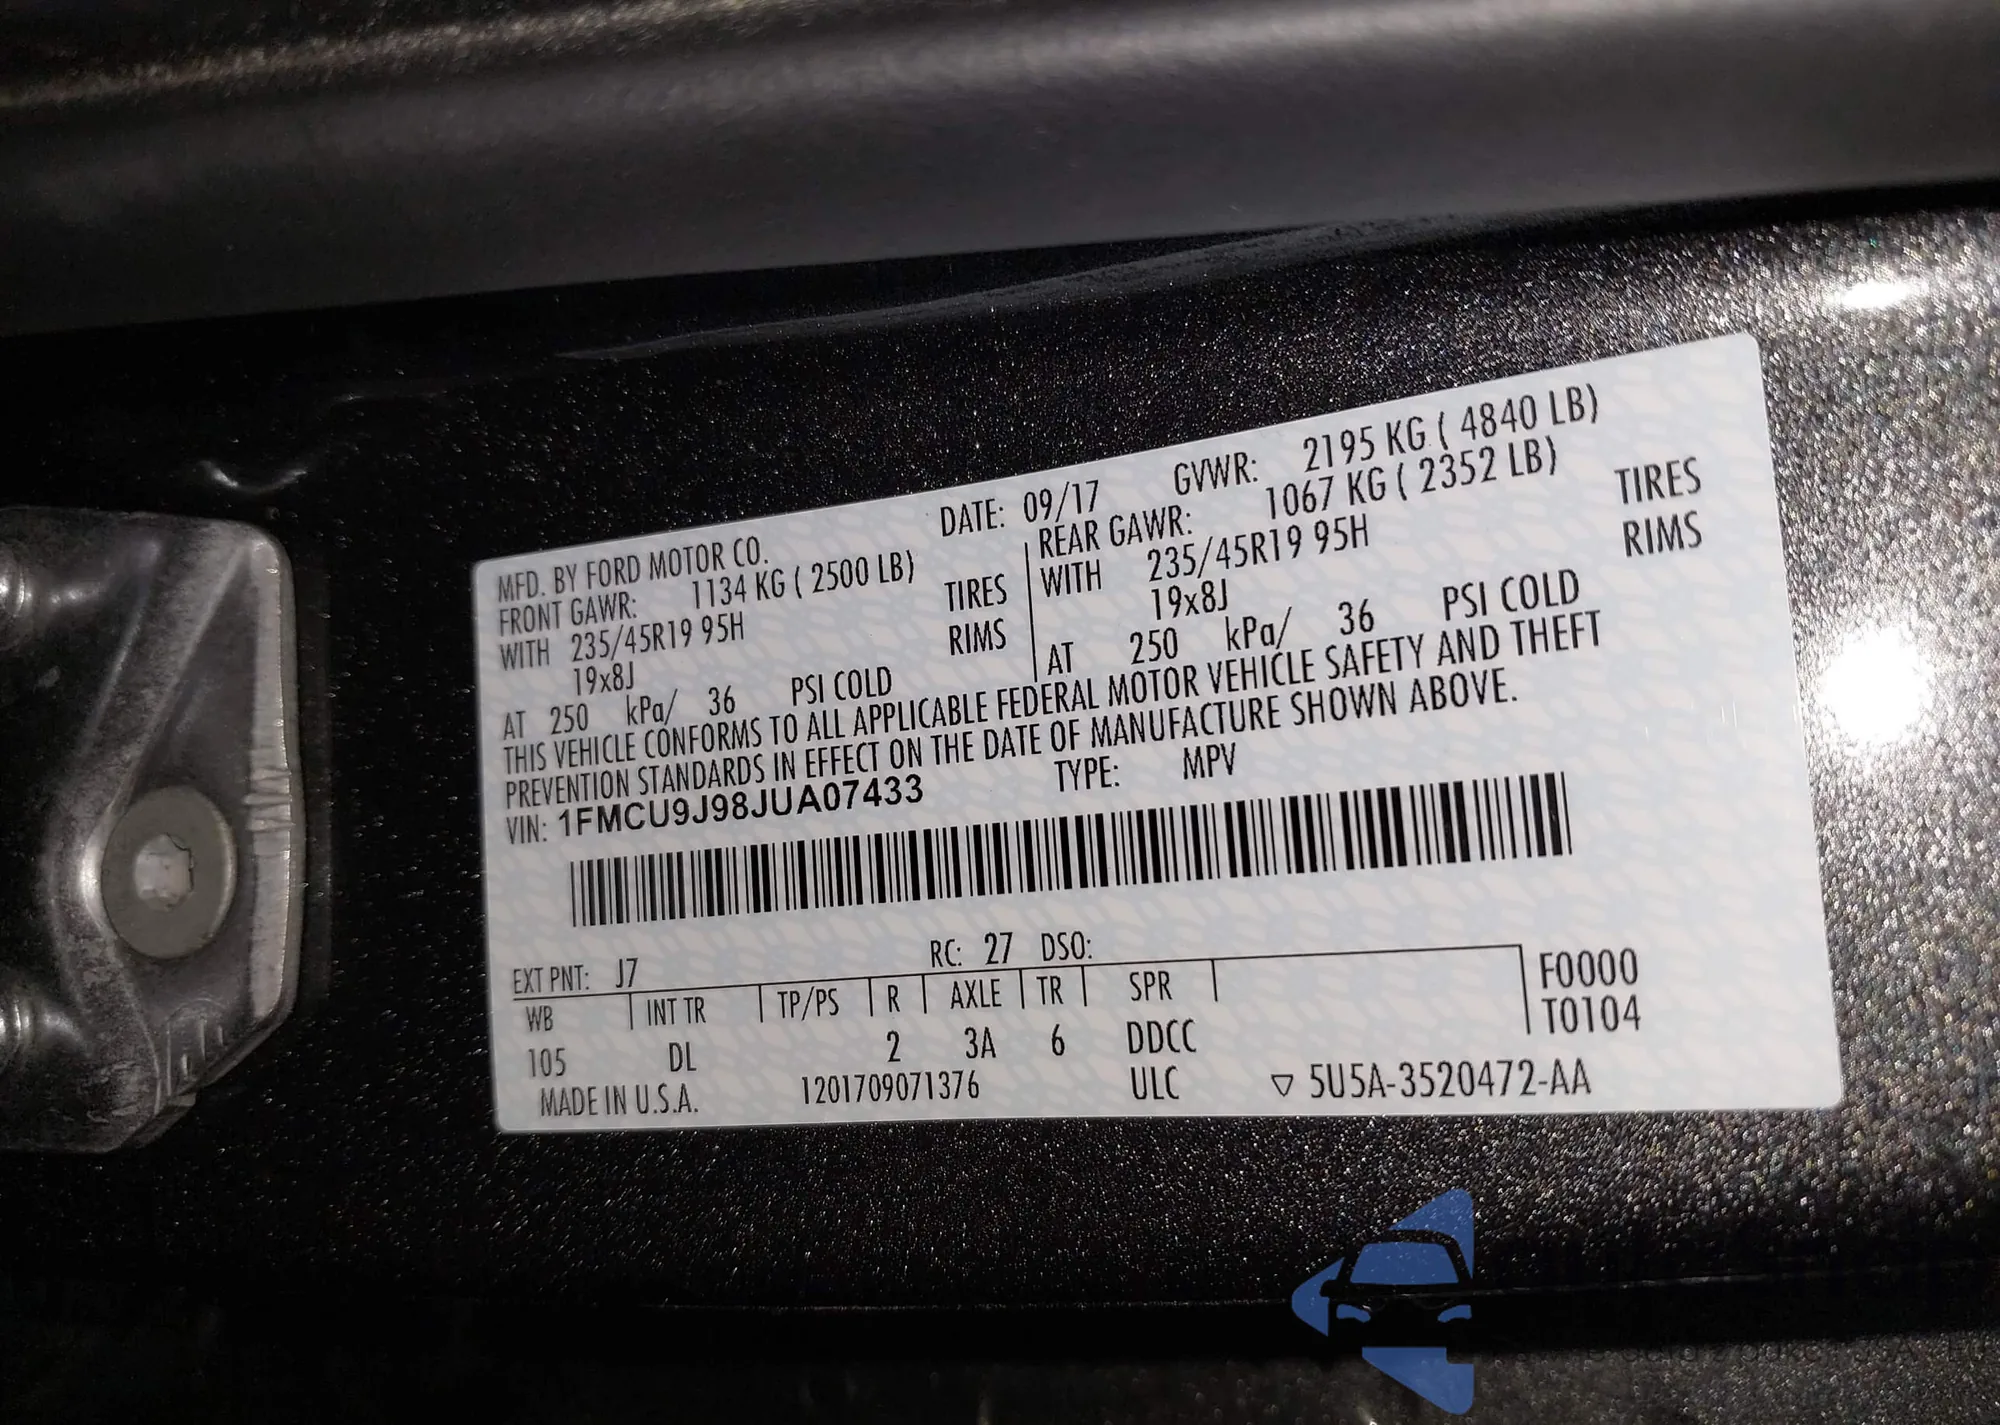 MFD. BY FORD MOTOR CO. DATE: 09/17 GVWR: 2195 KG ( 4840 LB)
FRONT GAWR: 1134 KG ( 2500 LB) REAR GAWR: 1067 KG ( 2352 LB)
WITH 235/45R19 95H TIRES WITH 235/45R19 95H TIRES
19x8J RIMS 19x8J RIMS
AT 250 kPa/ 36 PSI COLD AT 250 kPa/ 36 PSI COLD
THIS VEHICLE CONFORMS TO ALL APPLICABLE FEDERAL MOTOR VEHICLE SAFETY AND THEFT
PREVENTION STANDARDS IN EFFECT ON THE DATE OF MANUFACTURE SHOWN ABOVE.
VIN: 1FMCU9J98JUA07433 TYPE: MPV
EXT PNT: J7 RC: 27 DSO:
WB INT TR TP/PS R AXLE TR SPR F0000
105 DL 2 3A 6 DDCC T0104
MADE IN U.S.A. 1201709071376 ULC ▽ 5U5A-3520472-AA